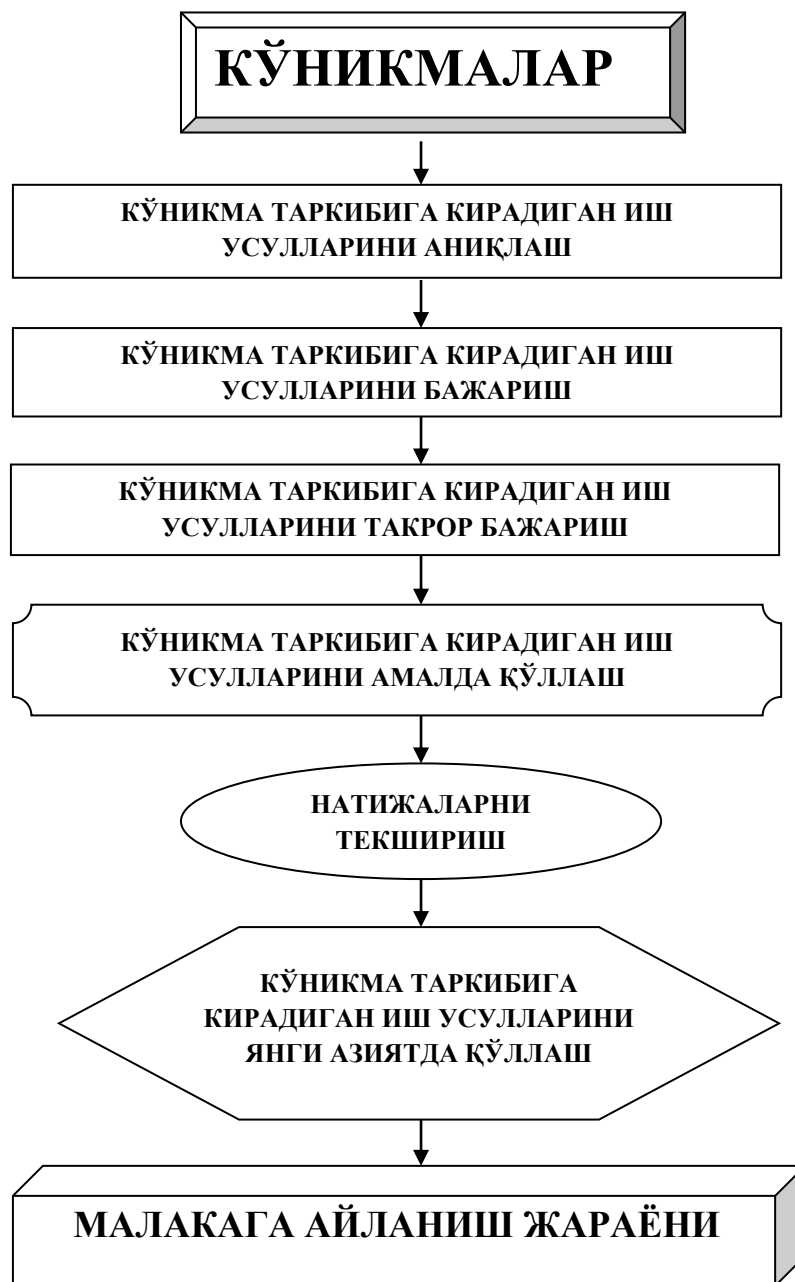 КЎНИКМАЛАР
КЎНИКМА ТАРКИБИГА КИРАДИГАН ИШ
УСУЛЛАРИНИ АНИҚЛАШ
КЎНИКМА ТАРКИБИГА КИРАДИГАН ИШ
УСУЛЛАРИНИ БАЖАРИШ
КЎНИКМА ТАРКИБИГА КИРАДИГАН ИШ
УСУЛЛАРИНИ ТАКРОР БАЖАРИШ
КЎНИКМА ТАРКИБИГА КИРАДИГАН ИШ
УСУЛЛАРИНИ АМАЛДА ҚЎЛЛАШ
НАТИЖАЛАРНИ
ТЕКШИРИШ
КЎНИКМА ТАРКИБИГА
КИРАДИГАН ИШ УСУЛЛАРИНИ
ЯНГИ АЗИЯТДА ҚЎЛЛАШ
МАЛАКАГА АЙЛАНИШ ЖАРАЁНИ